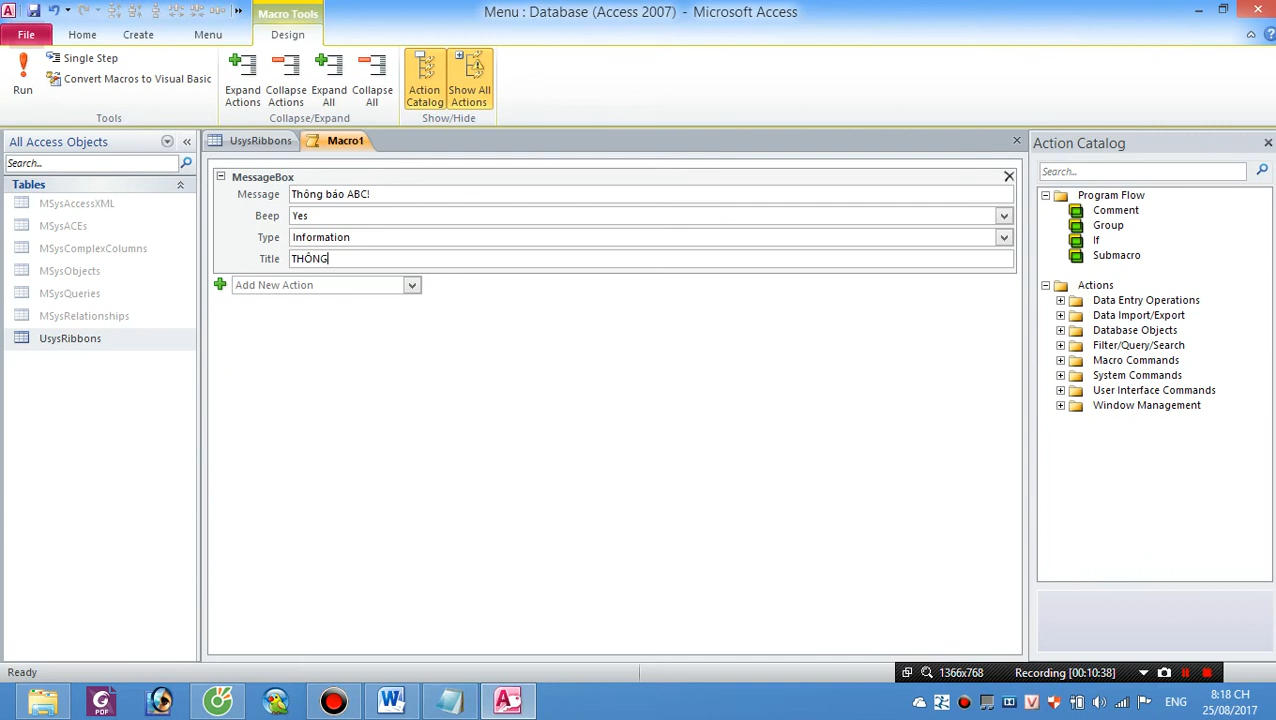 Menu : Database (Access 2007) - Microsoft Access
Macro Tools
File
Home
Create
Menu
Design
Run
Single Step
Convert Macros to Visual Basic
Tools
Expand Actions
Collapse Actions
Expand All
Collapse All
Collapse/Expand
Action Catalog
Show All Actions
Show/Hide
All Access Objects
Search...
Tables
MSysAccessXML
MSysACEs
MSysComplexColumns
MSysObjects
MSysQueries
MSysRelationships
UsysRibbons
UsysRibbons
Macro1
MessageBox
Message Thông báo ABC!
Beep Yes
Type Information
Title THÔNG
Add New Action
Action Catalog
Search...
Program Flow
Comment
Group
If
Submacro
Actions
Data Entry Operations
Data Import/Export
Database Objects
Filter/Query/Search
Macro Commands
System Commands
User Interface Commands
Window Management
Ready
1366x768
Recording [00:10:38]
PDF
ENG
8:18 CH
25/08/2017